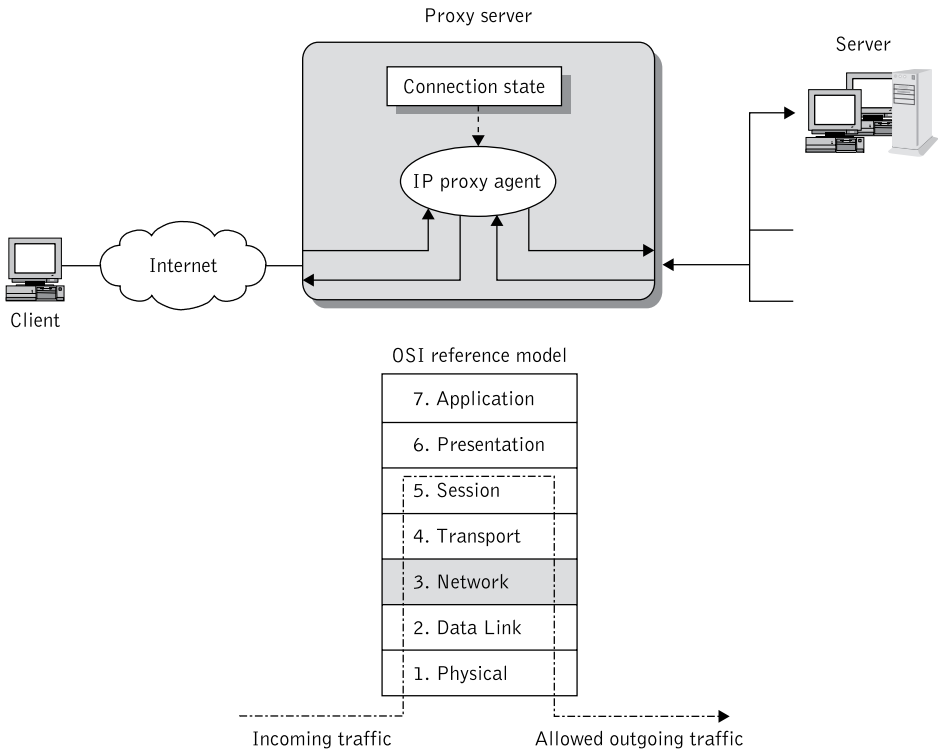 Proxy server
Server
Connection state
IP proxy agent
Internet
Client
OSI reference model
7. Application
6. Presentation
5. Session
4. Transport
3. Network
2. Data Link
1. Physical
Incoming traffic
Allowed outgoing traffic